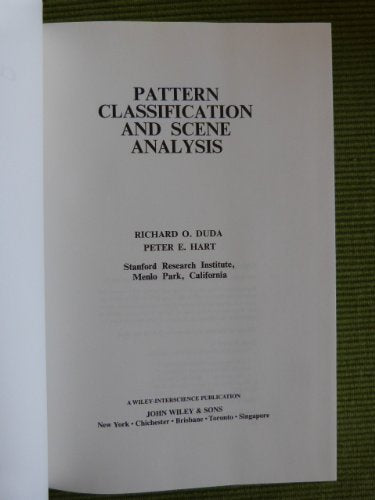 PATTERN
CLASSIFICATION
AND SCENE
ANALYSIS
RICHARD O. DUDA
PETER E. HART
Stanford Research Institute,
Menlo Park, California
A WILEY-INTERSCIENCE PUBLICATION
JOHN WILEY & SONS
New York • Chichester • Brisbane • Toronto • Singapore